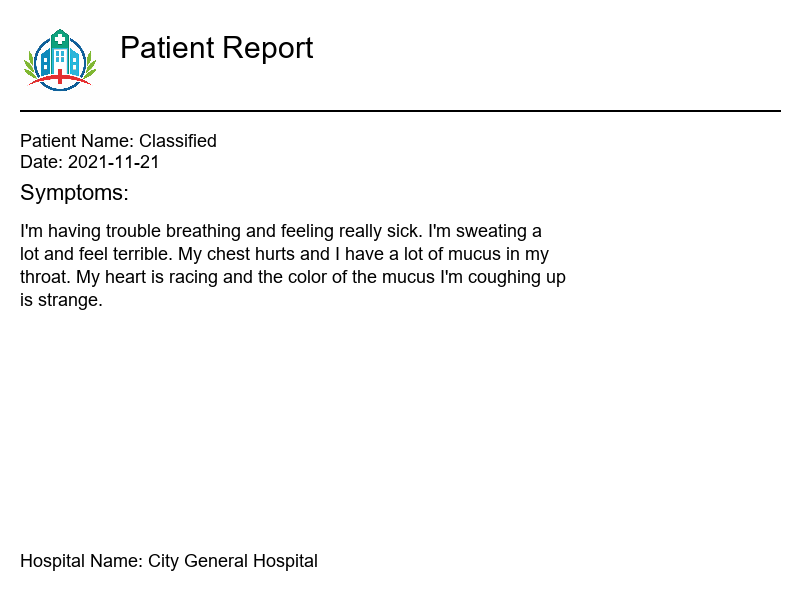 Patient Report
Patient Name: Classified
Date: 2021-11-21
Symptoms:
I'm having trouble breathing and feeling really sick. I'm sweating a
lot and feel terrible. My chest hurts and I have a lot of mucus in my
throat. My heart is racing and the color of the mucus I'm coughing up
is strange.
Hospital Name: City General Hospital